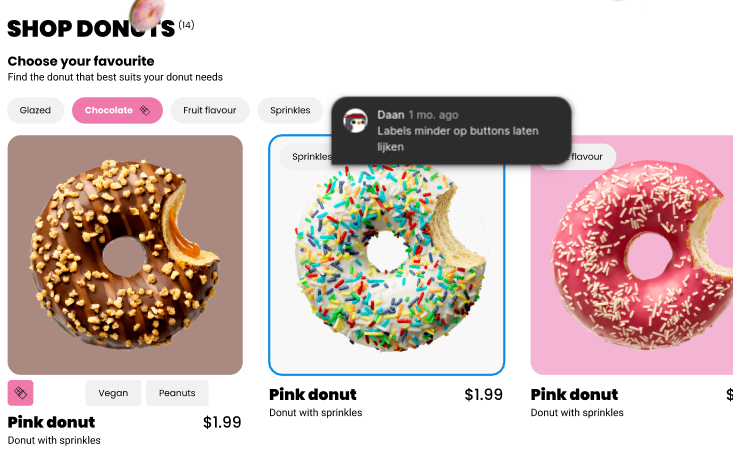 SHOP DONUTS (14)
Choose your favourite
Find the donut that best suits your donut needs
Glazed
Chocolate
Fruit flavour
Sprinkles
Daan 1 mo. ago
Labels minder op buttons laten
lijken
Sprinkles
flavour
Vegan
Peanuts
Pink donut
$1.99
Donut with sprinkles
Pink donut
$1.99
Donut with sprinkles
Pink donut
Donut with sprinkles